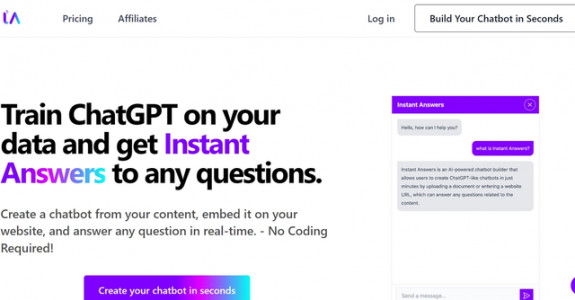 iA
Pricing
Affiliates
Log in
Build Your Chatbot in Seconds
Train ChatGPT on your
data and get Instant
Answers to any questions.
Create a chatbot from your content, embed it on your
website, and answer any question in real-time. - No Coding
Required!
Create your chatbot in seconds
Instant Answers
Hello, how can I help you?
what is Instant Answers?
Instant Answers is an AI-powered chatbot builder that
allows users to create ChatGPT-like chatbots in just
minutes by uploading a document or entering a website
URL, which can answer any questions related to the
content.
Send a message...